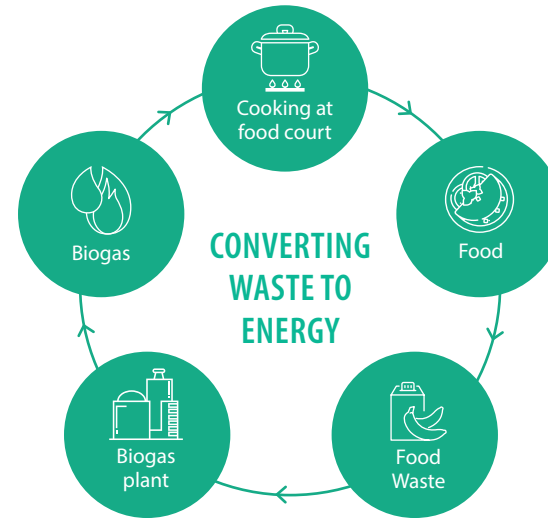 Cooking at
food court
Food
Food
Waste
Biogas
plant
Biogas
CONVERTING
WASTE TO
ENERGY